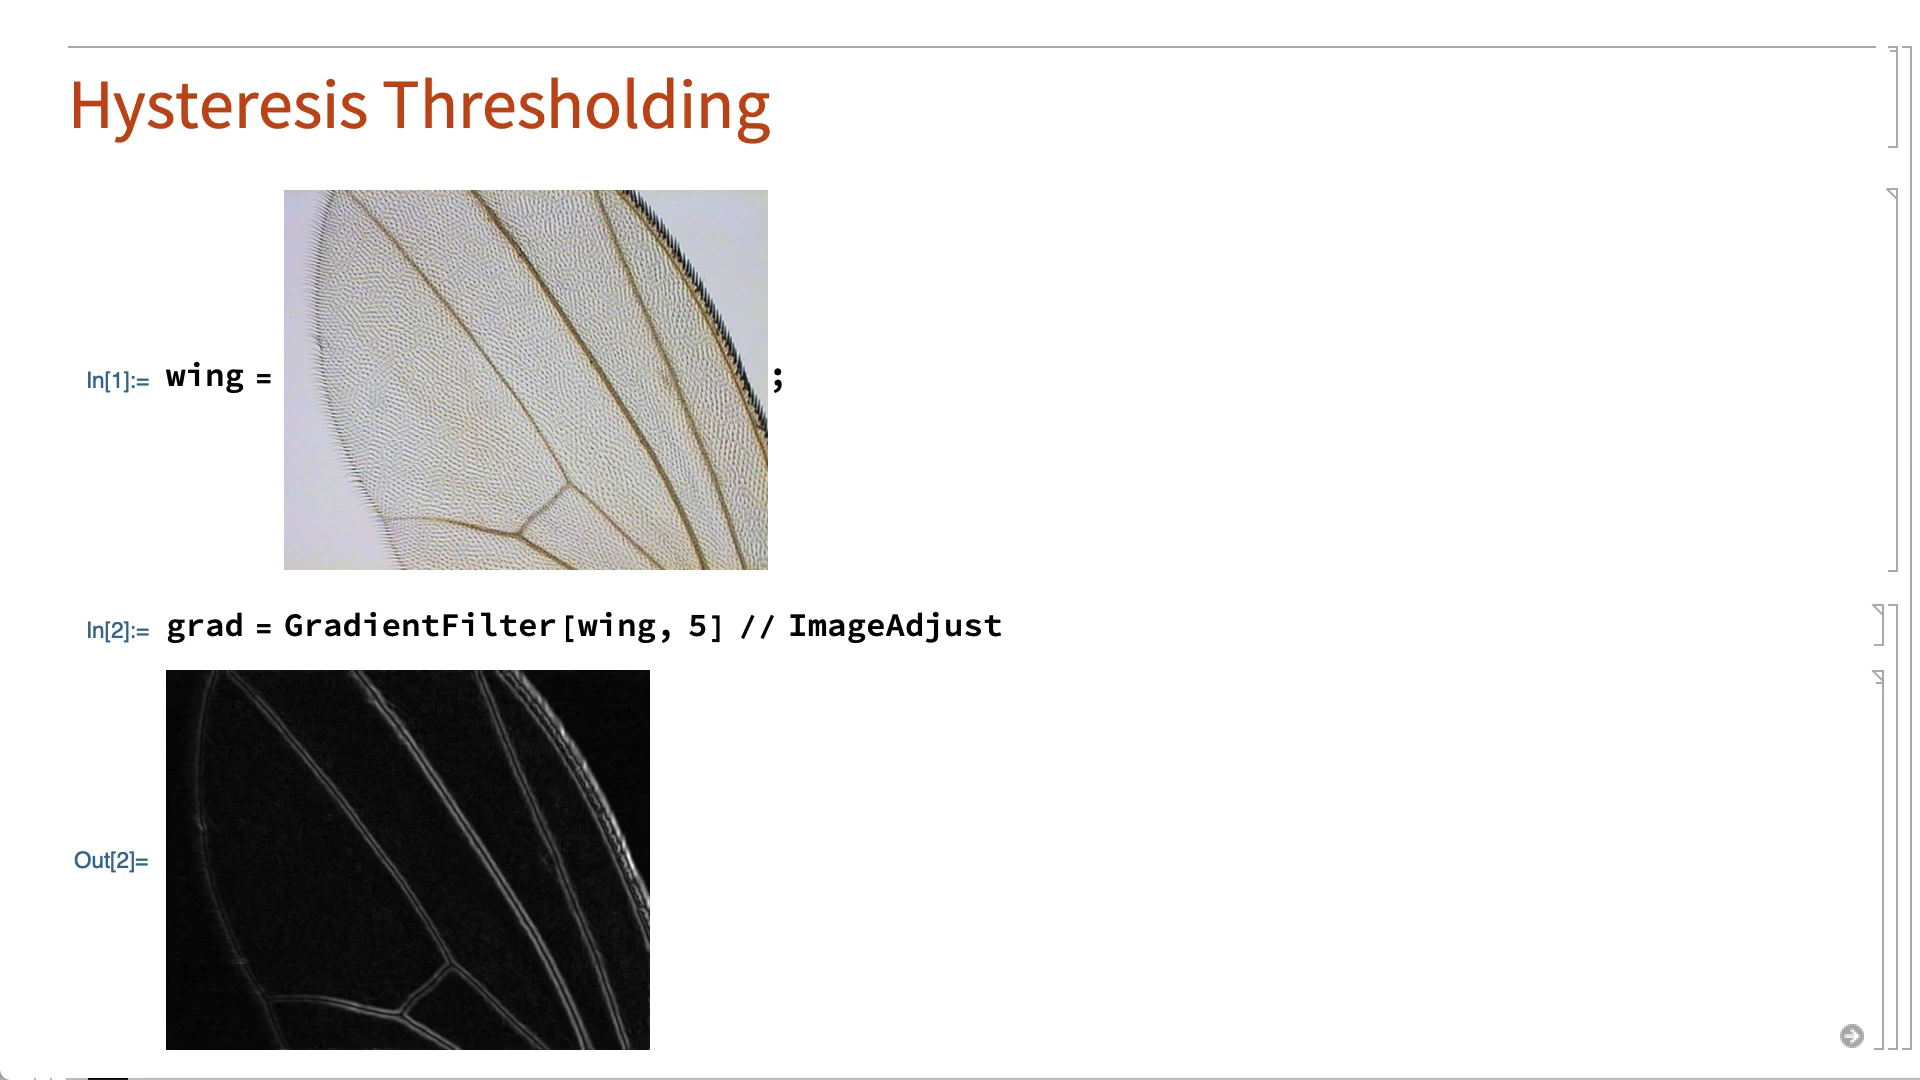 Hysteresis Thresholding
In[1]:= wing = ;
In[2]:= grad = GradientFilter[wing, 5] // ImageAdjust
Out[2]=